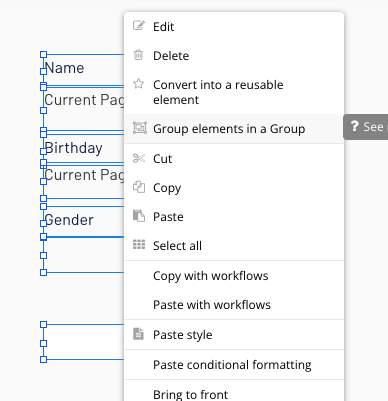 Name
Current Pag
Birthday
Current Pag
Gender
Edit
Delete
Convert into a reusable
element
Group elements in a Group
? See
Cut
Copy
Paste
Select all
Copy with workflows
Paste with workflows
Paste style
Paste conditional formatting
Bring to front